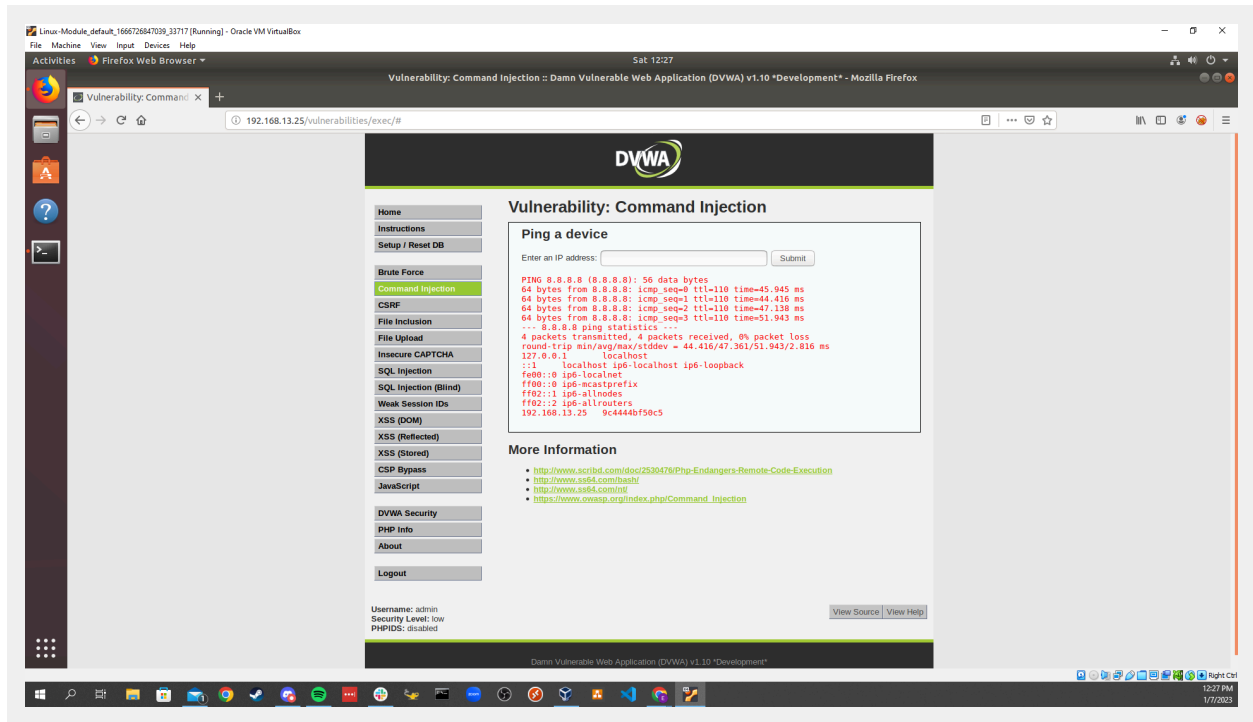 Linux-Module_default_1666726847039_33717 [Running] - Oracle VM VirtualBox
File Machine View Input Devices Help
Activities Firefox Web Browser Sat 12:27
Vulnerability: Command Injection :: Damn Vulnerable Web Application (DVWA) v1.10 *Development* - Mozilla Firefox
Vulnerability: Command
192.168.13.25/vulnerabilities/exec/#
DVWA
Home
Instructions
Setup / Reset DB
Brute Force
Command Injection
CSRF
File Inclusion
File Upload
Insecure CAPTCHA
SQL Injection
SQL Injection (Blind)
Weak Session IDs
XSS (DOM)
XSS (Reflected)
XSS (Stored)
CSP Bypass
JavaScript
DVWA Security
PHP Info
About
Logout
Vulnerability: Command Injection
Ping a device
Enter an IP address: Submit
PING 8.8.8.8 (8.8.8.8): 56 data bytes
64 bytes from 8.8.8.8: icmp_seq=0 ttl=110 time=45.945 ms
64 bytes from 8.8.8.8: icmp_seq=1 ttl=110 time=44.416 ms
64 bytes from 8.8.8.8: icmp_seq=2 ttl=110 time=47.138 ms
64 bytes from 8.8.8.8: icmp_seq=3 ttl=110 time=51.943 ms
--- 8.8.8.8 ping statistics ---
4 packets transmitted, 4 packets received, 0% packet loss
round-trip min/avg/max/stddev = 44.416/47.361/51.943/2.816 ms
127.0.0.1 localhost
::1 localhost ip6-localhost ip6-loopback
fe00::0 ip6-localnet
ff00::0 ip6-mcastprefix
ff02::1 ip6-allnodes
ff02::2 ip6-allrouters
192.168.13.25 9c4444bf50c5
More Information
http://www.scribd.com/doc/2530476/Php-Endangers-Remote-Code-Execution
http://www.ss64.com/bash/
http://www.ss64.com/nt/
https://www.owasp.org/index.php/Command_Injection
Username: admin
Security Level: low
PHPIDS: disabled
View Source View Help
Damn Vulnerable Web Application (DVWA) v1.10 *Development*
Right Ctrl
12:27 PM
1/7/2023